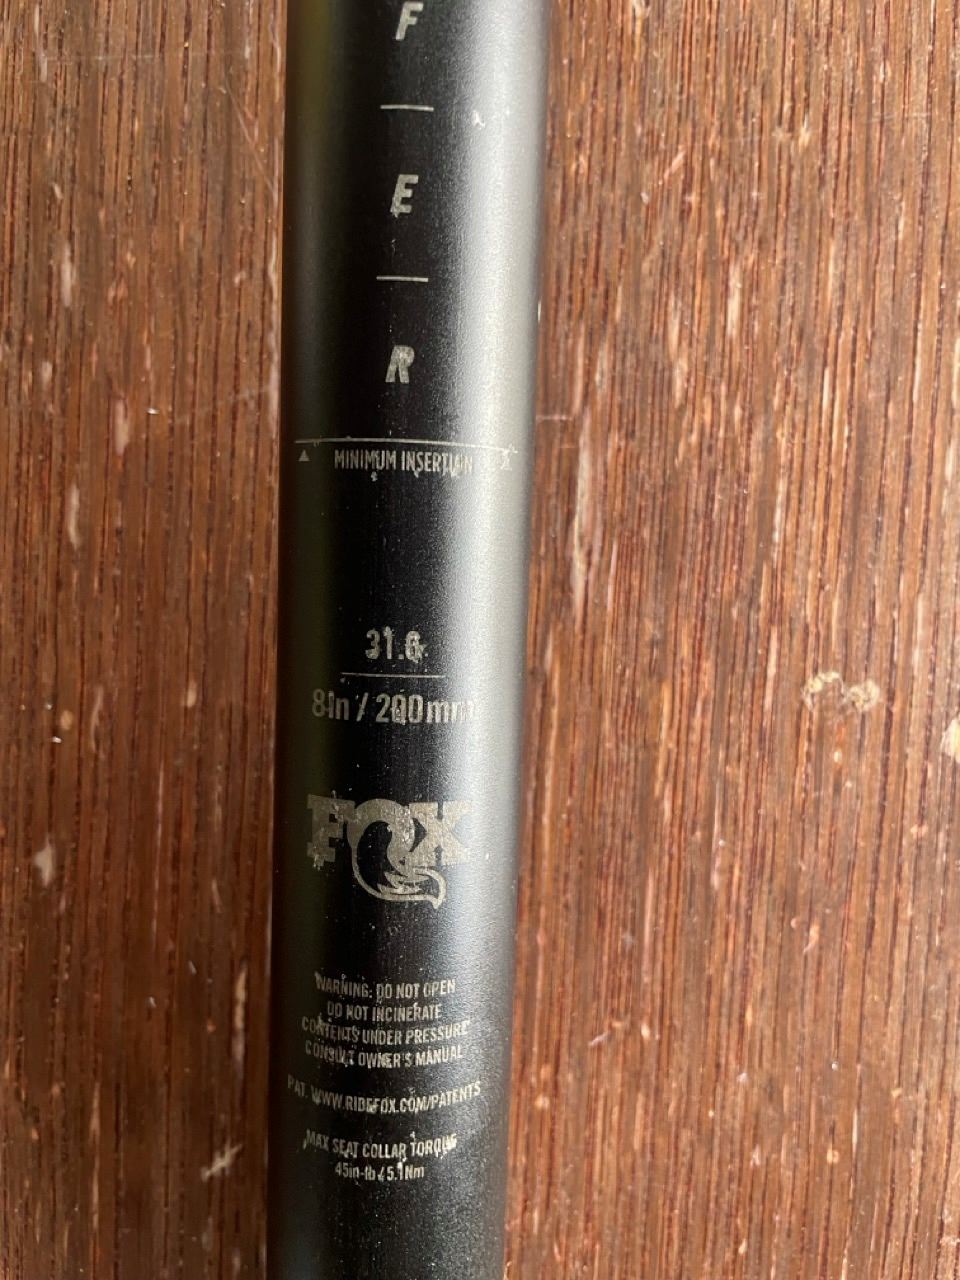 F
E
R
MINIMUM INSERTION
31.6
8in / 200mm
FOX
WARNING: DO NOT OPEN
DO NOT INCINERATE
CONTENTS UNDER PRESSURE
CONSULT OWNER'S MANUAL
PAT. WWW.RIDEFOX.COM/PATENTS
MAX SEAT COLLAR TORQUE
45in-lb / 5.1Nm